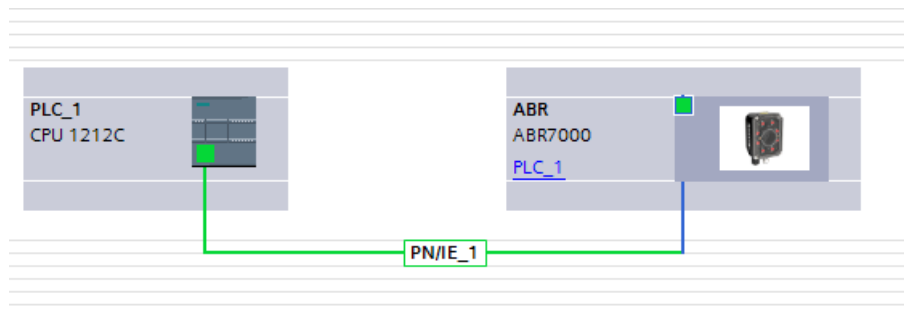 PLC_1
CPU 1212C
ABR
ABR7000
PLC_1
PN/IE_1